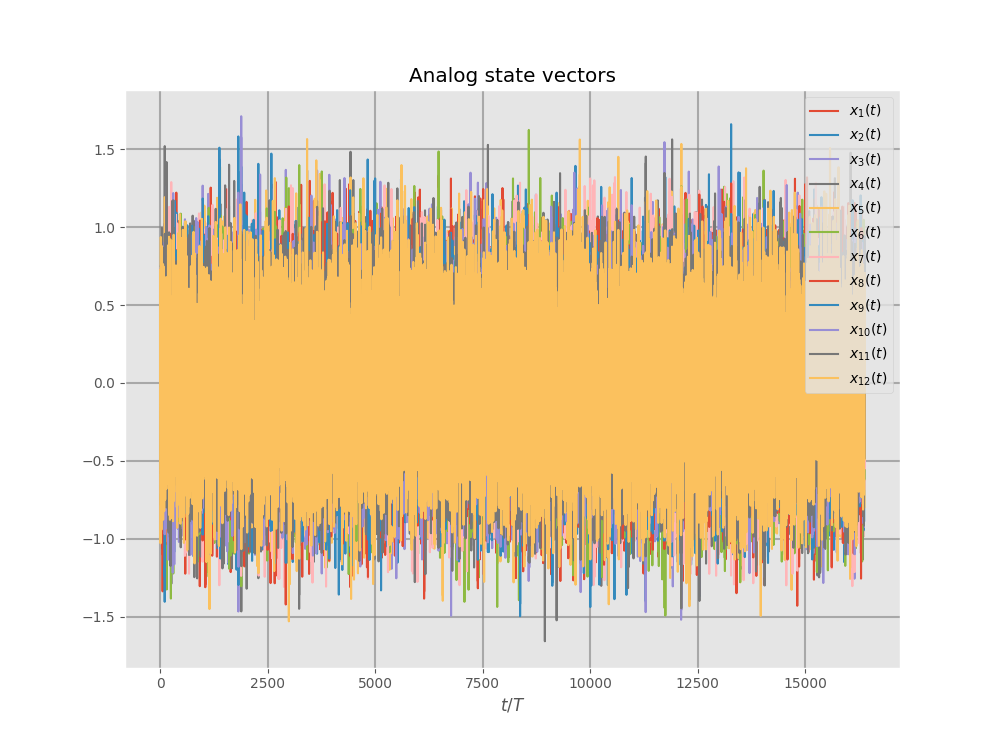 Analog state vectors
1.5
1.0
0.5
0.0
−0.5
−1.0
−1.5
0
2500
5000
7500
10000
12500
15000
t/T
x₁(t)
x₂(t)
x₃(t)
x₄(t)
x₅(t)
x₆(t)
x₇(t)
x₈(t)
x₉(t)
x₁₀(t)
x₁₁(t)
x₁₂(t)